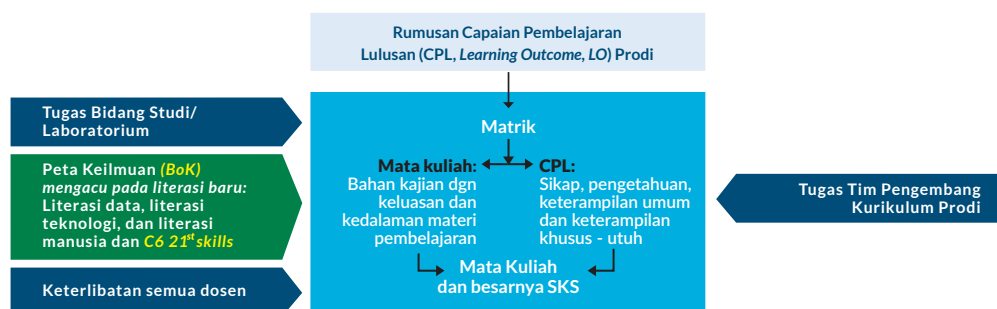 Rumusan Capaian Pembelajaran
Lulusan (CPL, Learning Outcome, LO) Prodi
Tugas Bidang Studi/
Laboratorium
Peta Keilmuan (BoK)
mengacu pada literasi baru:
Literasi data, literasi
teknologi, dan literasi
manusia dan C6 21st skills
Keterlibatan semua dosen
Matrik
Mata kuliah:
Bahan kajian dgn
keluasan dan
kedalaman materi
pembelajaran
CPL:
Sikap, pengetahuan,
keterampilan umum
dan keterampilan
khusus - utuh
Mata Kuliah
dan besarnya SKS
Tugas Tim Pengembang
Kurikulum Prodi